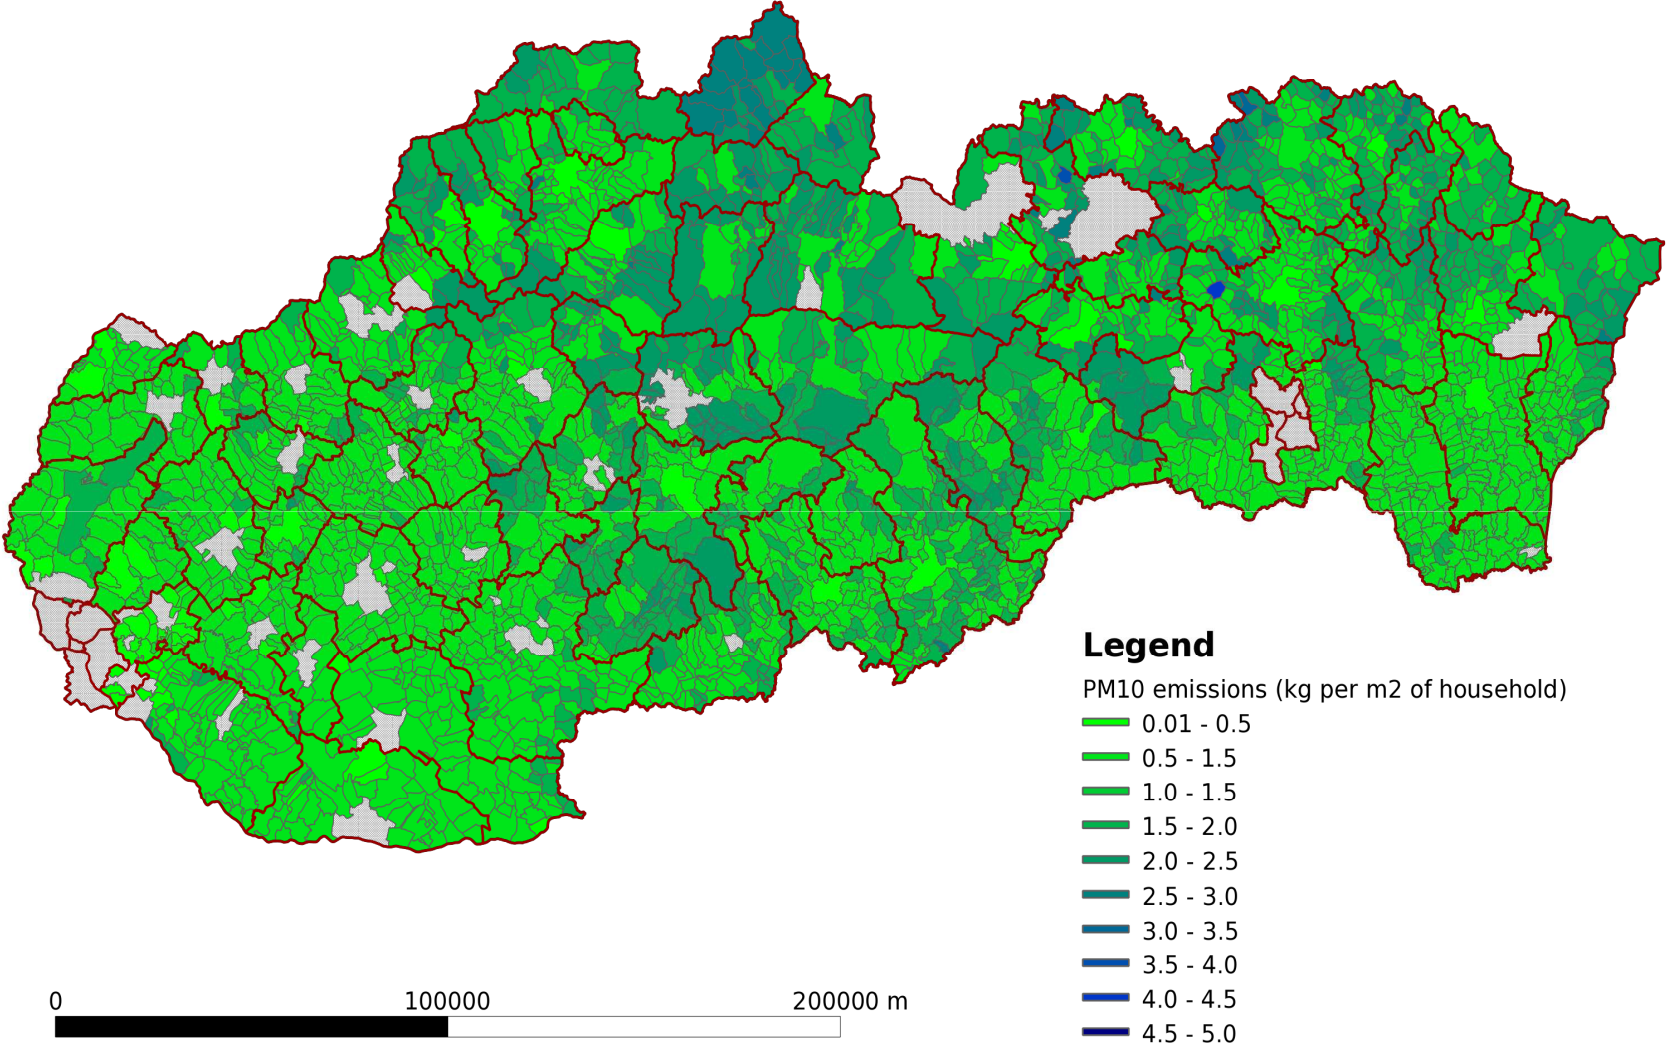 Legend
PM10 emissions (kg per m2 of household)
0.01 - 0.5
0.5 - 1.5
1.0 - 1.5
1.5 - 2.0
2.0 - 2.5
2.5 - 3.0
3.0 - 3.5
3.5 - 4.0
4.0 - 4.5
4.5 - 5.0
0 100000 200000 m